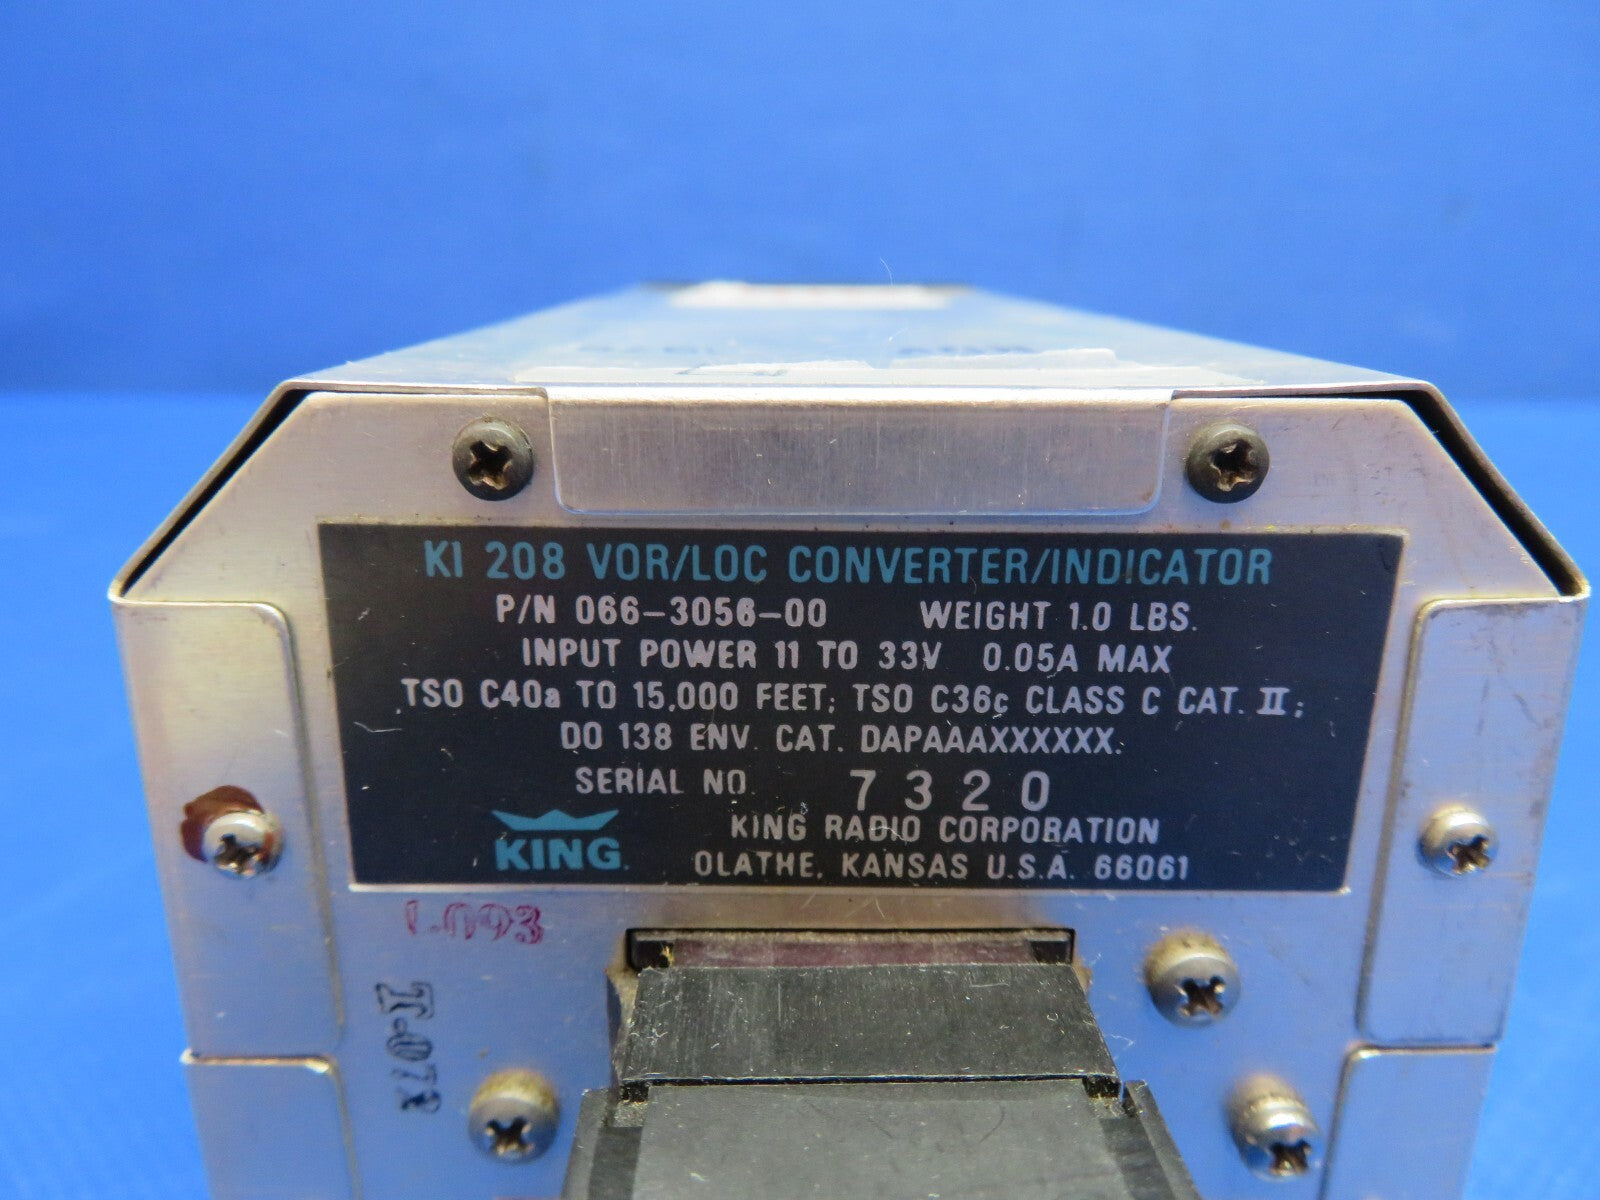 KI 208 VOR/LOC CONVERTER/INDICATOR
P/N 066-3056-00 WEIGHT 1.0 LBS.
INPUT POWER 11 TO 33V 0.05A MAX
TSO C40a TO 15,000 FEET; TSO C36c CLASS C CAT. II;
DO 138 ENV. CAT. DAPAAAXXXXXX.
SERIAL NO. 7320
KING RADIO CORPORATION
KING
OLATHE, KANSAS U.S.A. 66061